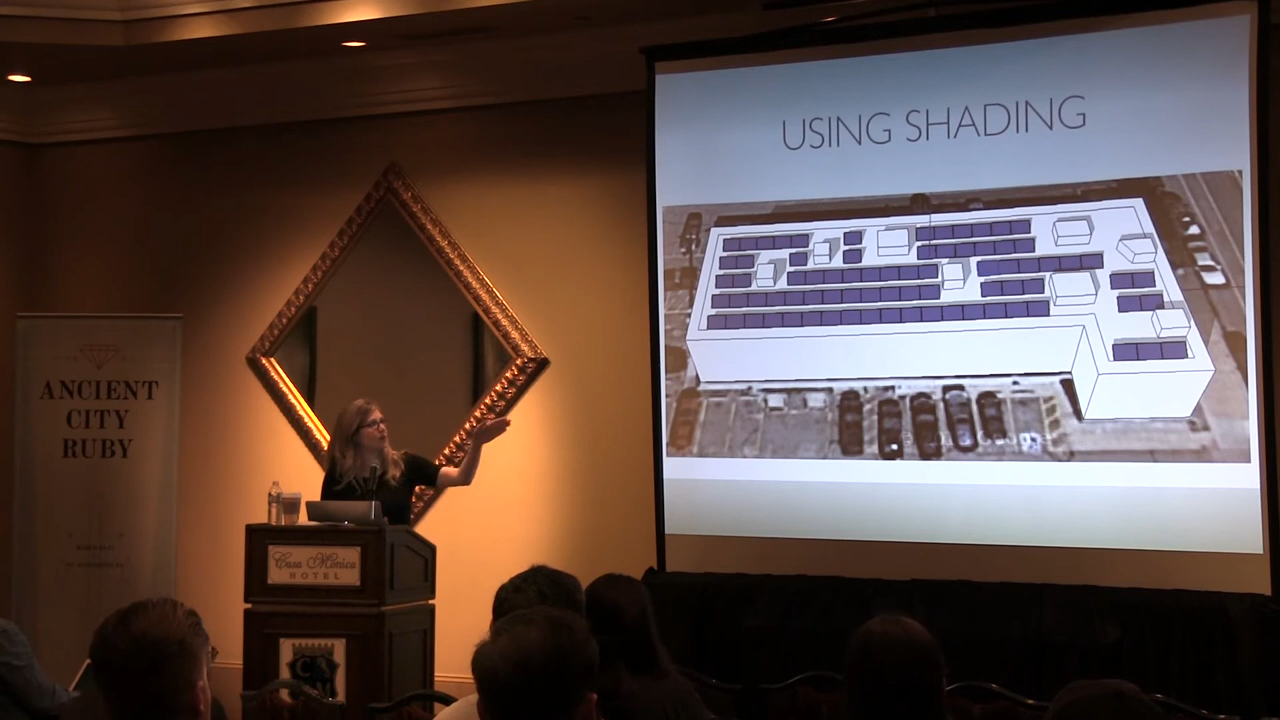 USING SHADING
ANCIENT
CITY
RUBY
Casa Monica
HOTEL